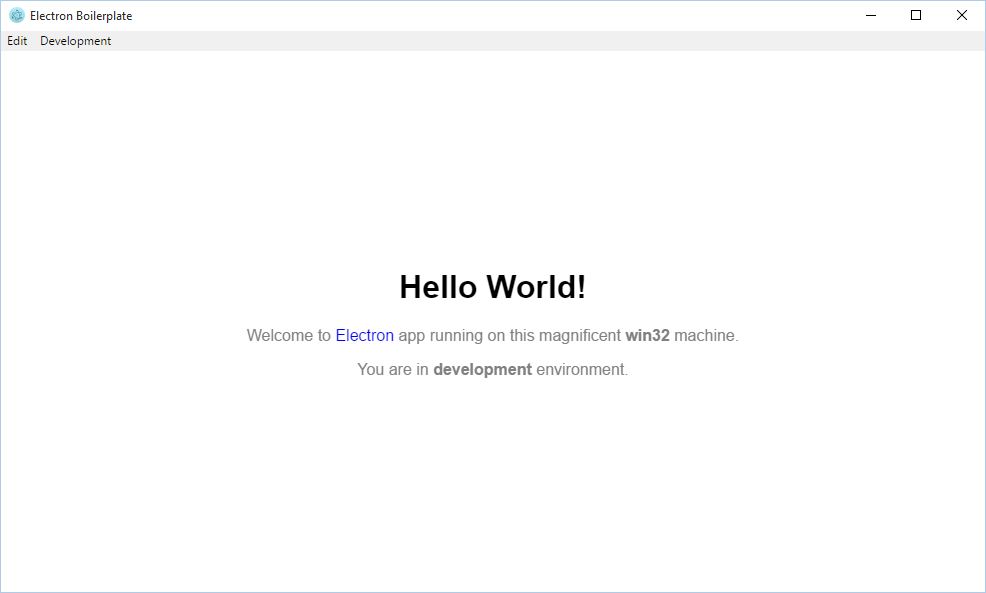 Electron Boilerplate
Edit Development
Hello World!
Welcome to Electron app running on this magnificent win32 machine.
You are in development environment.